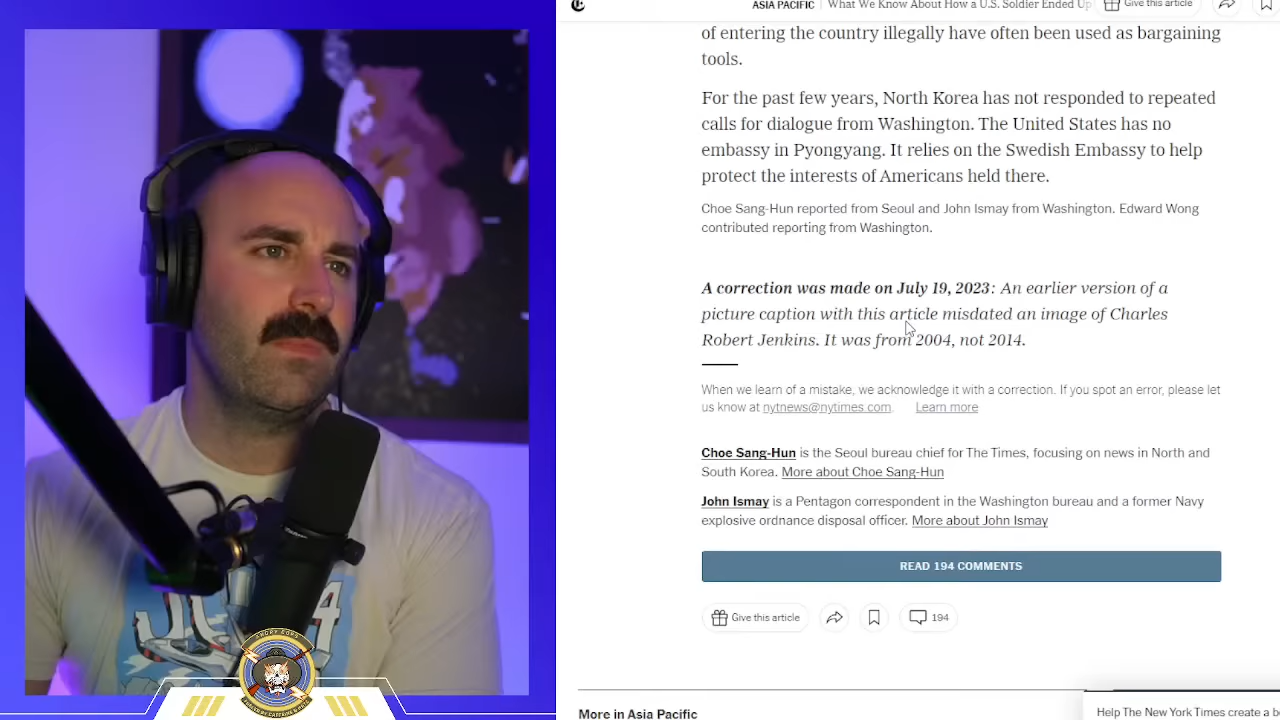 ASIA PACIFIC | What We Know About How a U.S. Soldier Ended Up
Give this article
of entering the country illegally have often been used as bargaining
tools.
For the past few years, North Korea has not responded to repeated
calls for dialogue from Washington. The United States has no
embassy in Pyongyang. It relies on the Swedish Embassy to help
protect the interests of Americans held there.
Choe Sang-Hun reported from Seoul and John Ismay from Washington. Edward Wong
contributed reporting from Washington.
A correction was made on July 19, 2023: An earlier version of a
picture caption with this article misdated an image of Charles
Robert Jenkins. It was from 2004, not 2014.
When we learn of a mistake, we acknowledge it with a correction. If you spot an error, please let
us know at nytnews@nytimes.com. Learn more
Choe Sang-Hun is the Seoul bureau chief for The Times, focusing on news in North and
South Korea. More about Choe Sang-Hun
John Ismay is a Pentagon correspondent in the Washington bureau and a former Navy
explosive ordnance disposal officer. More about John Ismay
READ 194 COMMENTS
Give this article
194
More in Asia Pacific
Help The New York Times create a
ANGRY COPS